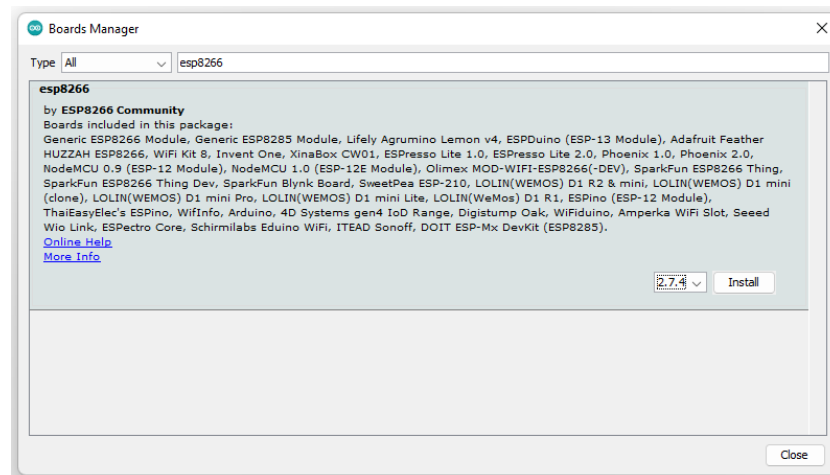 Boards Manager
Type All esp8266
esp8266
by ESP8266 Community
Boards included in this package:
Generic ESP8266 Module, Generic ESP8285 Module, Lifely Agrumino Lemon v4, ESPDuino (ESP-13 Module), Adafruit Feather
HUZZAH ESP8266, WiFi Kit 8, Invent One, XinaBox CW01, ESPresso Lite 1.0, ESPresso Lite 2.0, Phoenix 1.0, Phoenix 2.0,
NodeMCU 0.9 (ESP-12 Module), NodeMCU 1.0 (ESP-12E Module), Olimex MOD-WIFI-ESP8266(-DEV), SparkFun ESP8266 Thing,
SparkFun ESP8266 Thing Dev, SparkFun Blynk Board, SweetPea ESP-210, LOLIN(WEMOS) D1 R2 & mini, LOLIN(WEMOS) D1 mini
(clone), LOLIN(WEMOS) D1 mini Pro, LOLIN(WEMOS) D1 mini Lite, LOLIN(WeMos) D1 R1, ESPino (ESP-12 Module),
ThaiEasyElec's ESPino, WifInfo, Arduino, 4D Systems gen4 IoD Range, Digistump Oak, WiFiduino, Amperka WiFi Slot, Seeed
Wio Link, ESPectro Core, Schirmilabs Eduino WiFi, ITEAD Sonoff, DOIT ESP-Mx DevKit (ESP8285).
Online Help
More Info
2.7.4 Install
Close